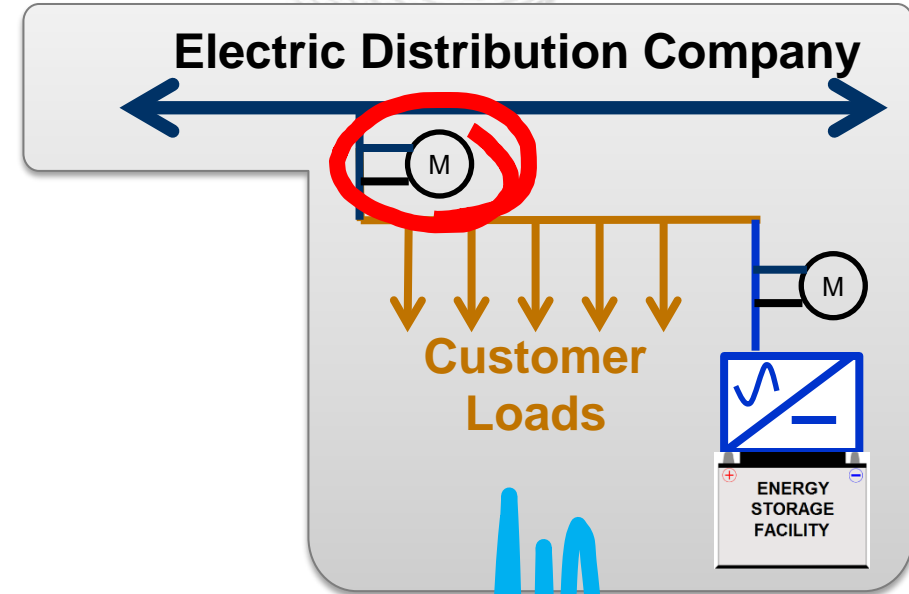 Electric Distribution Company
M
M
Customer
Loads
+
−
ENERGY
STORAGE
FACILITY